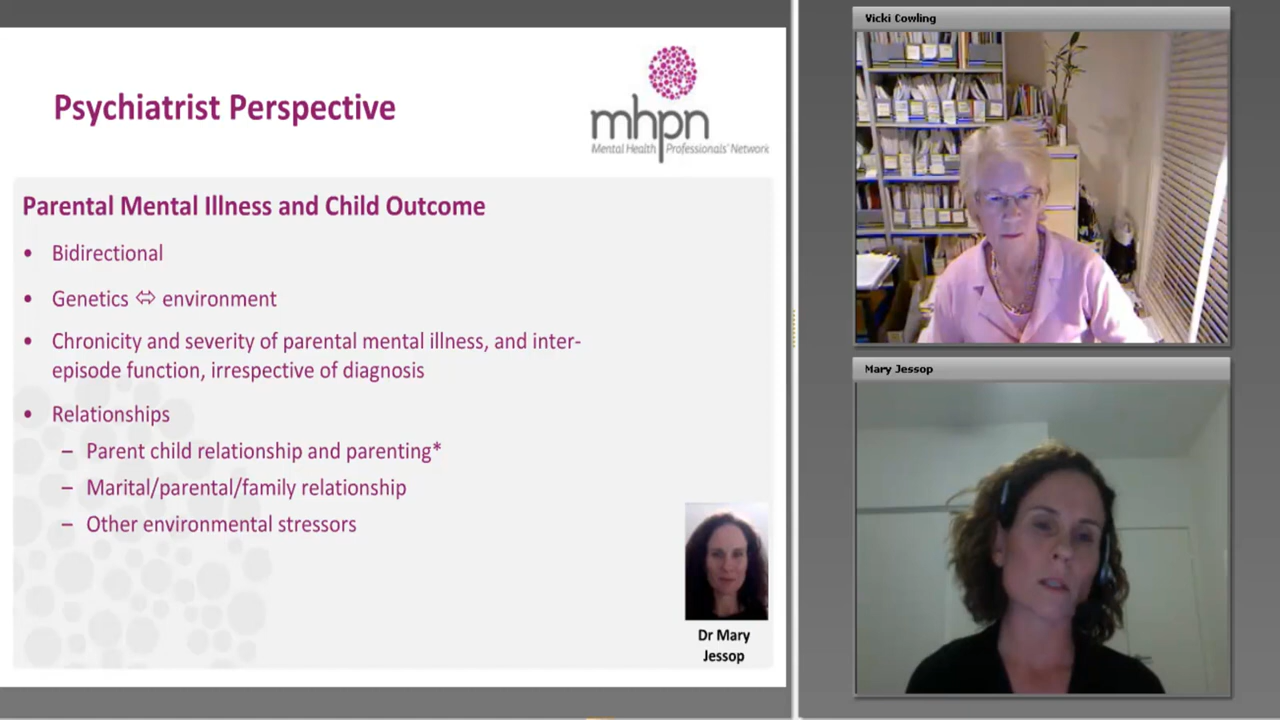 Psychiatrist Perspective
mhpn
Mental Health Professionals' Network
Parental Mental Illness and Child Outcome
• Bidirectional
• Genetics ⇔ environment
• Chronicity and severity of parental mental illness, and inter-
episode function, irrespective of diagnosis
• Relationships
– Parent child relationship and parenting*
– Marital/parental/family relationship
– Other environmental stressors
Dr Mary
Jessop
Vicki Cowling
Mary Jessop